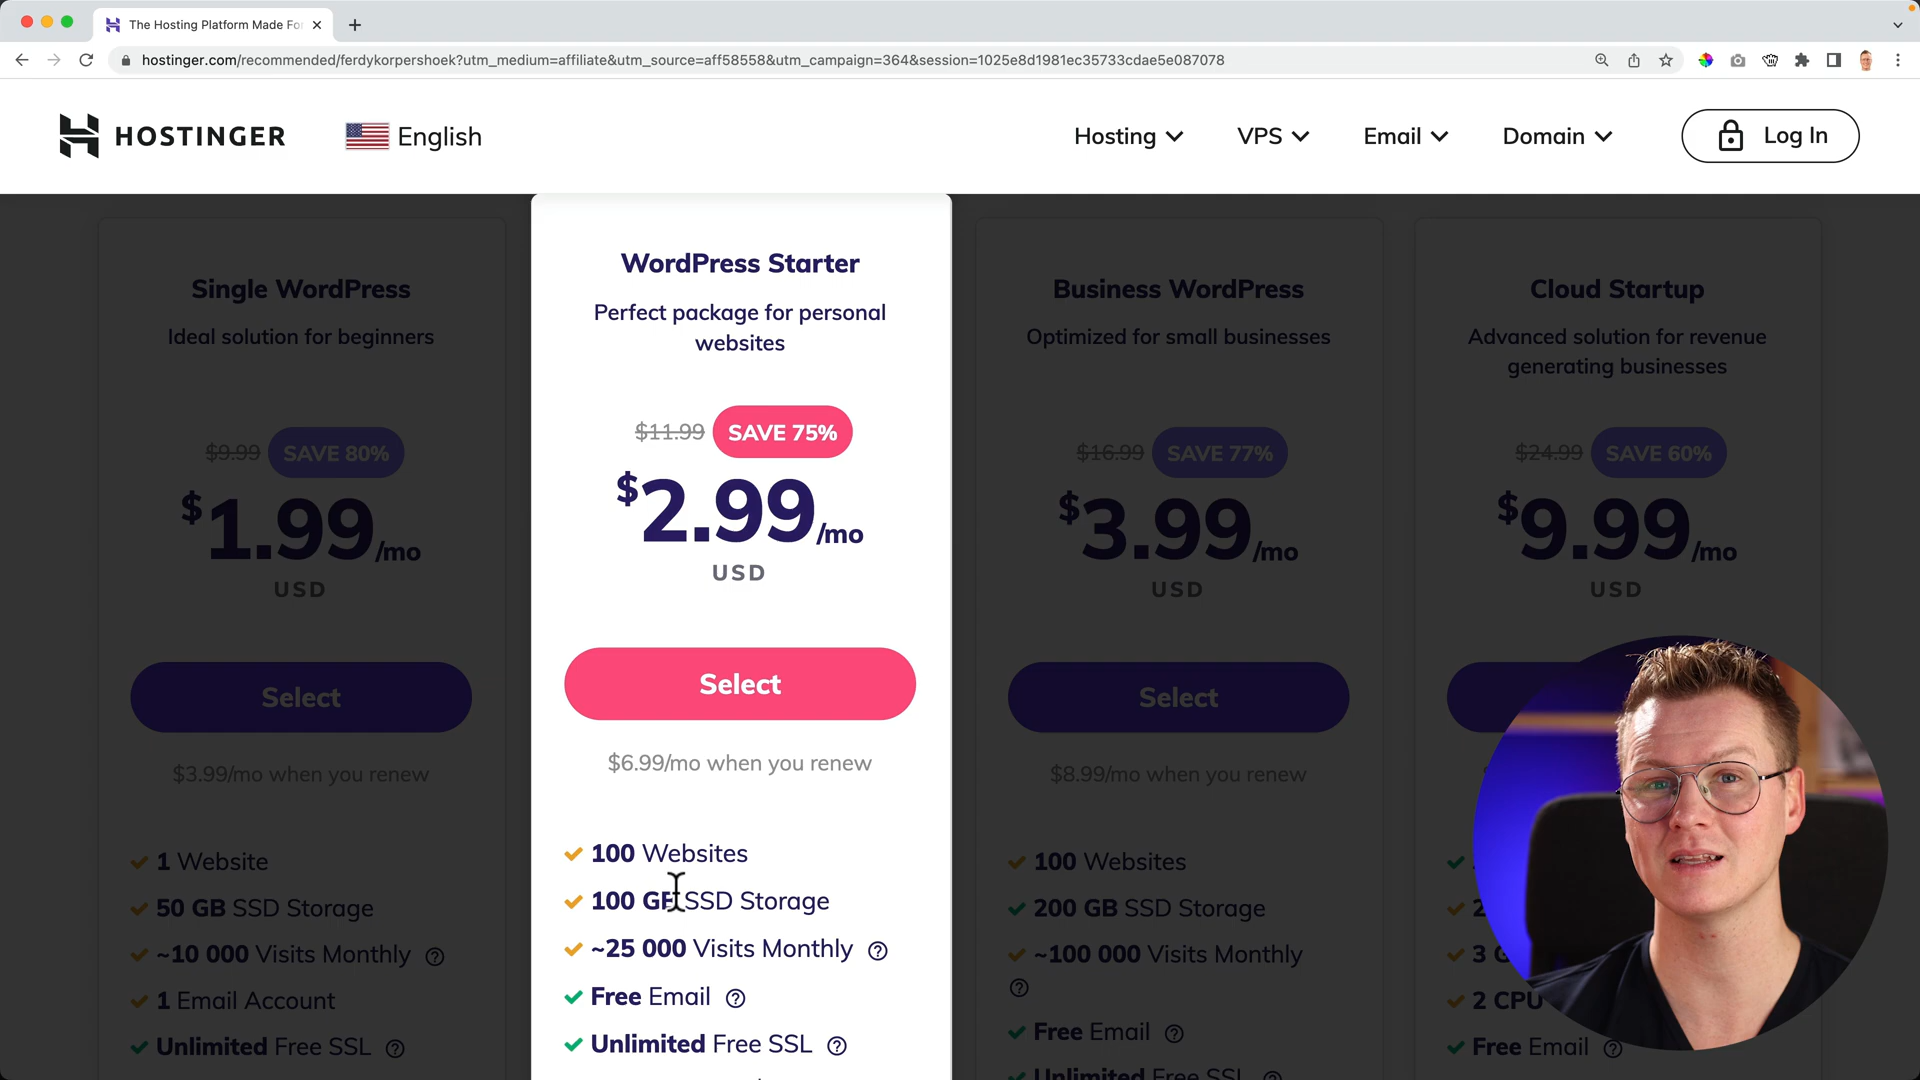 The Hosting Platform Made Fo
hostinger.com/recommended/ferdykorpershoek?utm_medium=affiliate&utm_source=aff58558&utm_campaign=364&session=1025e8d1981ec35733cdae5e087078
HOSTINGER
English
Hosting
VPS
Email
Domain
Log In
Single WordPress
Ideal solution for beginners
$9.99 SAVE 80%
$1.99/mo
USD
Select
$3.99/mo when you renew
1 Website
50 GB SSD Storage
~10 000 Visits Monthly
1 Email Account
Unlimited Free SSL
WordPress Starter
Perfect package for personal
websites
$11.99 SAVE 75%
$2.99/mo
USD
Select
$6.99/mo when you renew
100 Websites
100 GB SSD Storage
~25 000 Visits Monthly
Free Email
Unlimited Free SSL
Business WordPress
Optimized for small businesses
$16.99 SAVE 77%
$3.99/mo
USD
Select
$8.99/mo when you renew
100 Websites
200 GB SSD Storage
~100 000 Visits Monthly
Free Email
Unlimited Free SSL
Cloud Startup
Advanced solution for revenue
generating businesses
$24.99 SAVE 60%
$9.99/mo
USD
2
3 G
2 CPU
Free Email